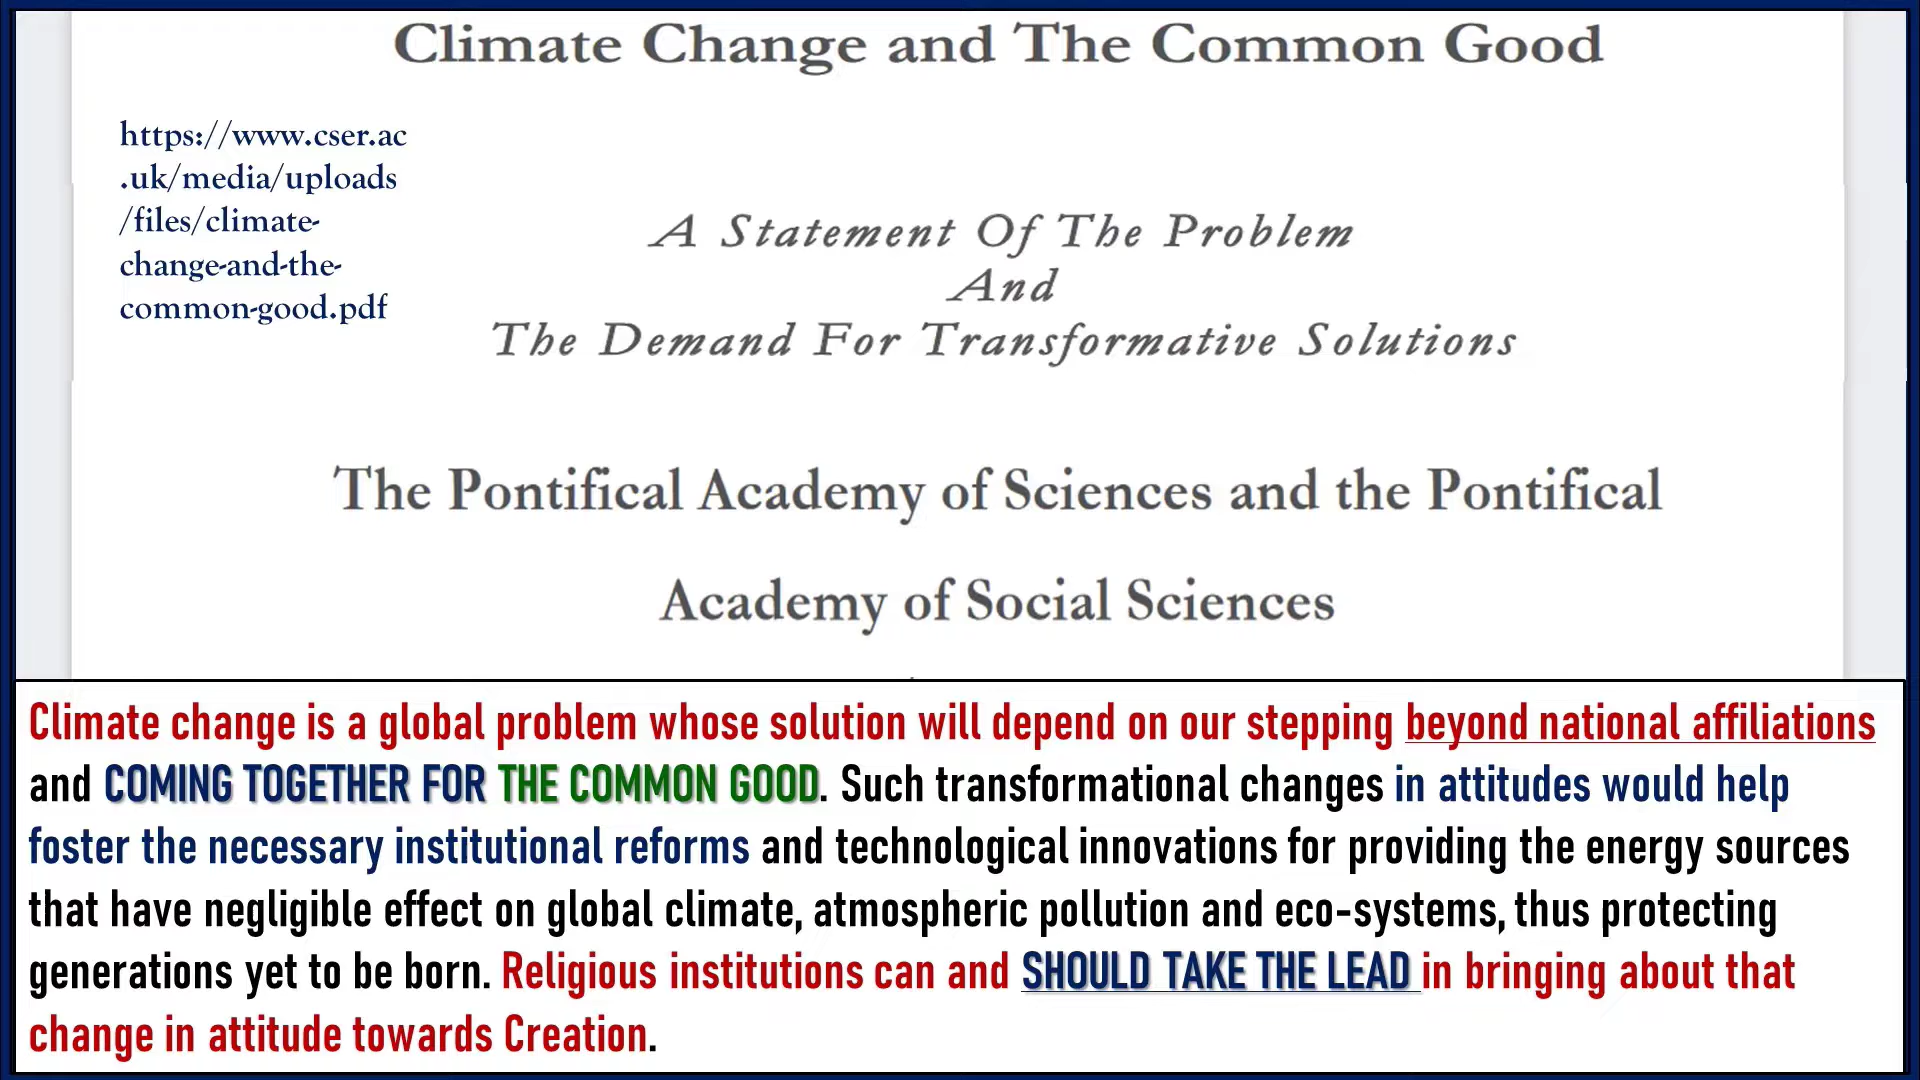 Climate Change and The Common Good
https://www.cser.ac
.uk/media/uploads
/files/climate-
change-and-the-
common-good.pdf
A Statement Of The Problem
And
The Demand For Transformative Solutions
The Pontifical Academy of Sciences and the Pontifical
Academy of Social Sciences
Climate change is a global problem whose solution will depend on our stepping beyond national affiliations
and COMING TOGETHER FOR THE COMMON GOOD. Such transformational changes in attitudes would help
foster the necessary institutional reforms and technological innovations for providing the energy sources
that have negligible effect on global climate, atmospheric pollution and eco-systems, thus protecting
generations yet to be born. Religious institutions can and SHOULD TAKE THE LEAD in bringing about that
change in attitude towards Creation.